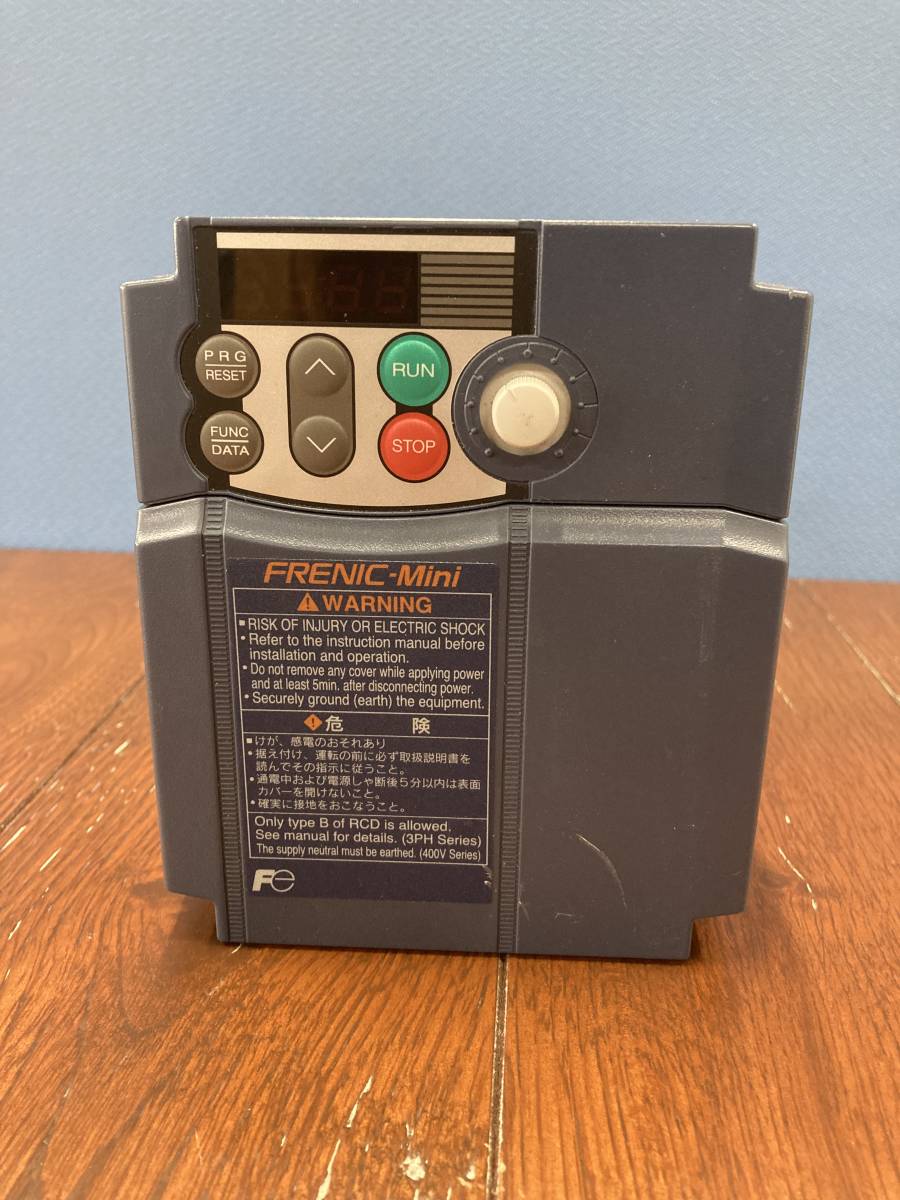 PRG
RESET
RUN
FUNC
DATA
STOP
FRENIC-Mini
WARNING
■ RISK OF INJURY OR ELECTRIC SHOCK
• Refer to the instruction manual before
installation and operation.
• Do not remove any cover while applying power
and at least 5min. after disconnecting power.
• Securely ground (earth) the equipment.
危 険
■ けが、感電のおそれあり
• 据え付け、運転の前に必ず取扱説明書を
読んでその指示に従うこと。
• 通電中および電源しゃ断後5分以内は表面
カバーを開けないこと。
• 確実に接地をおこなうこと。
Only type B of RCD is allowed.
See manual for details. (3PH Series)
The supply neutral must be earthed. (400V Series)
Fe